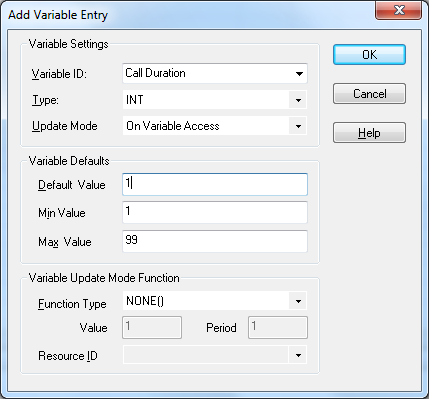 Add Variable Entry
Variable Settings
Variable ID: Call Duration
OK
Type: INT
Cancel
Update Mode On Variable Access
Help
Variable Defaults
Default Value 1
Min Value 1
Max Value 99
Variable Update Mode Function
Function Type NONE()
Value 1 Period 1
Resource ID